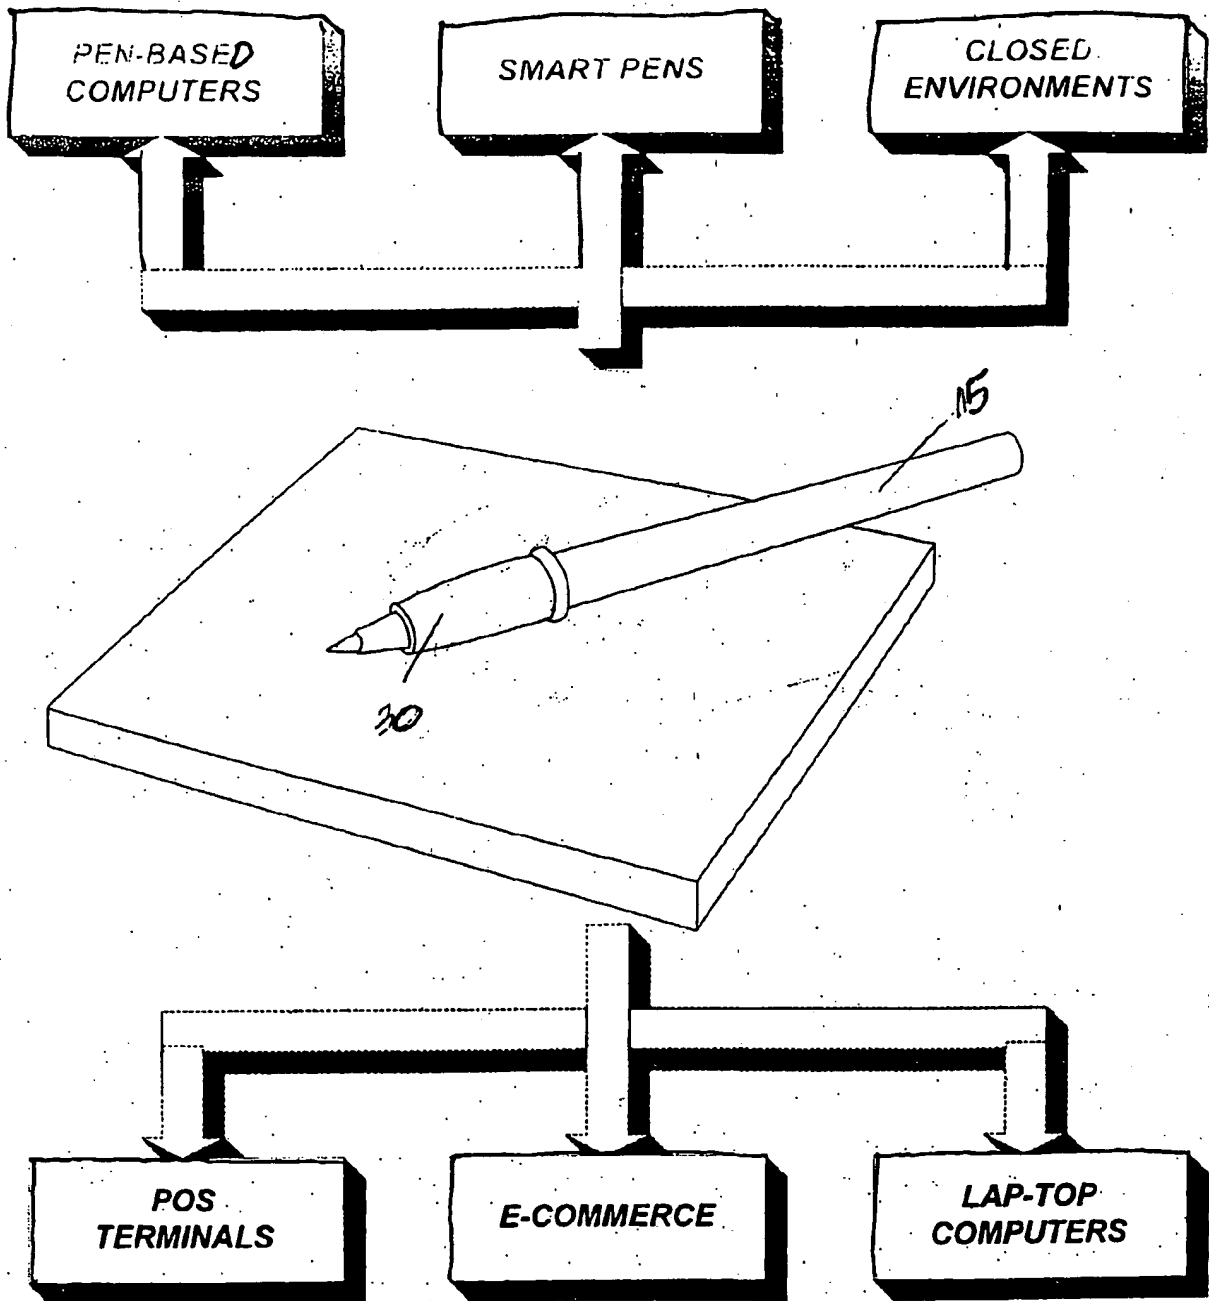 PEN-BASED
COMPUTERS
SMART PENS
CLOSED
ENVIRONMENTS
15
30
POS
TERMINALS
E-COMMERCE
LAP-TOP
COMPUTERS